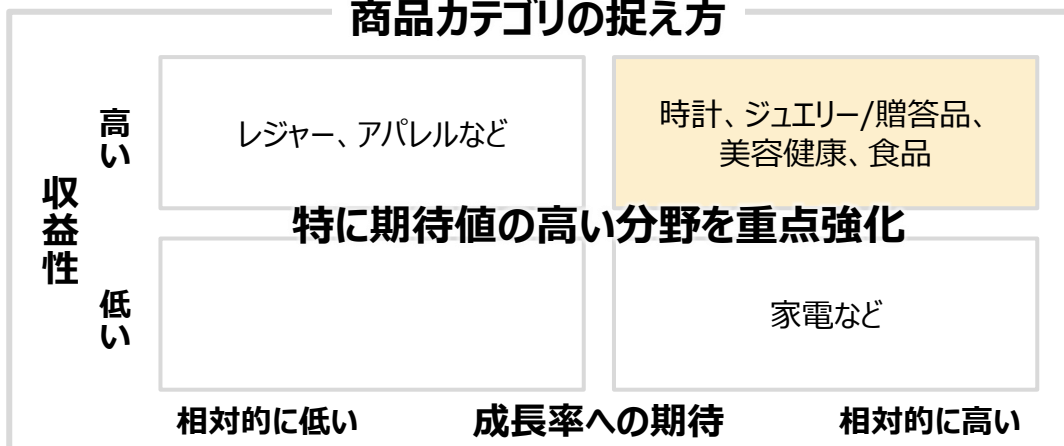 商品カテゴリの捉え方
収益性
高い
レジャー、アパレルなど
時計、ジュエリー/贈答品、
美容健康、食品
特に期待値の高い分野を重点強化
低い
家電など
相対的に低い
成長率への期待
相対的に高い